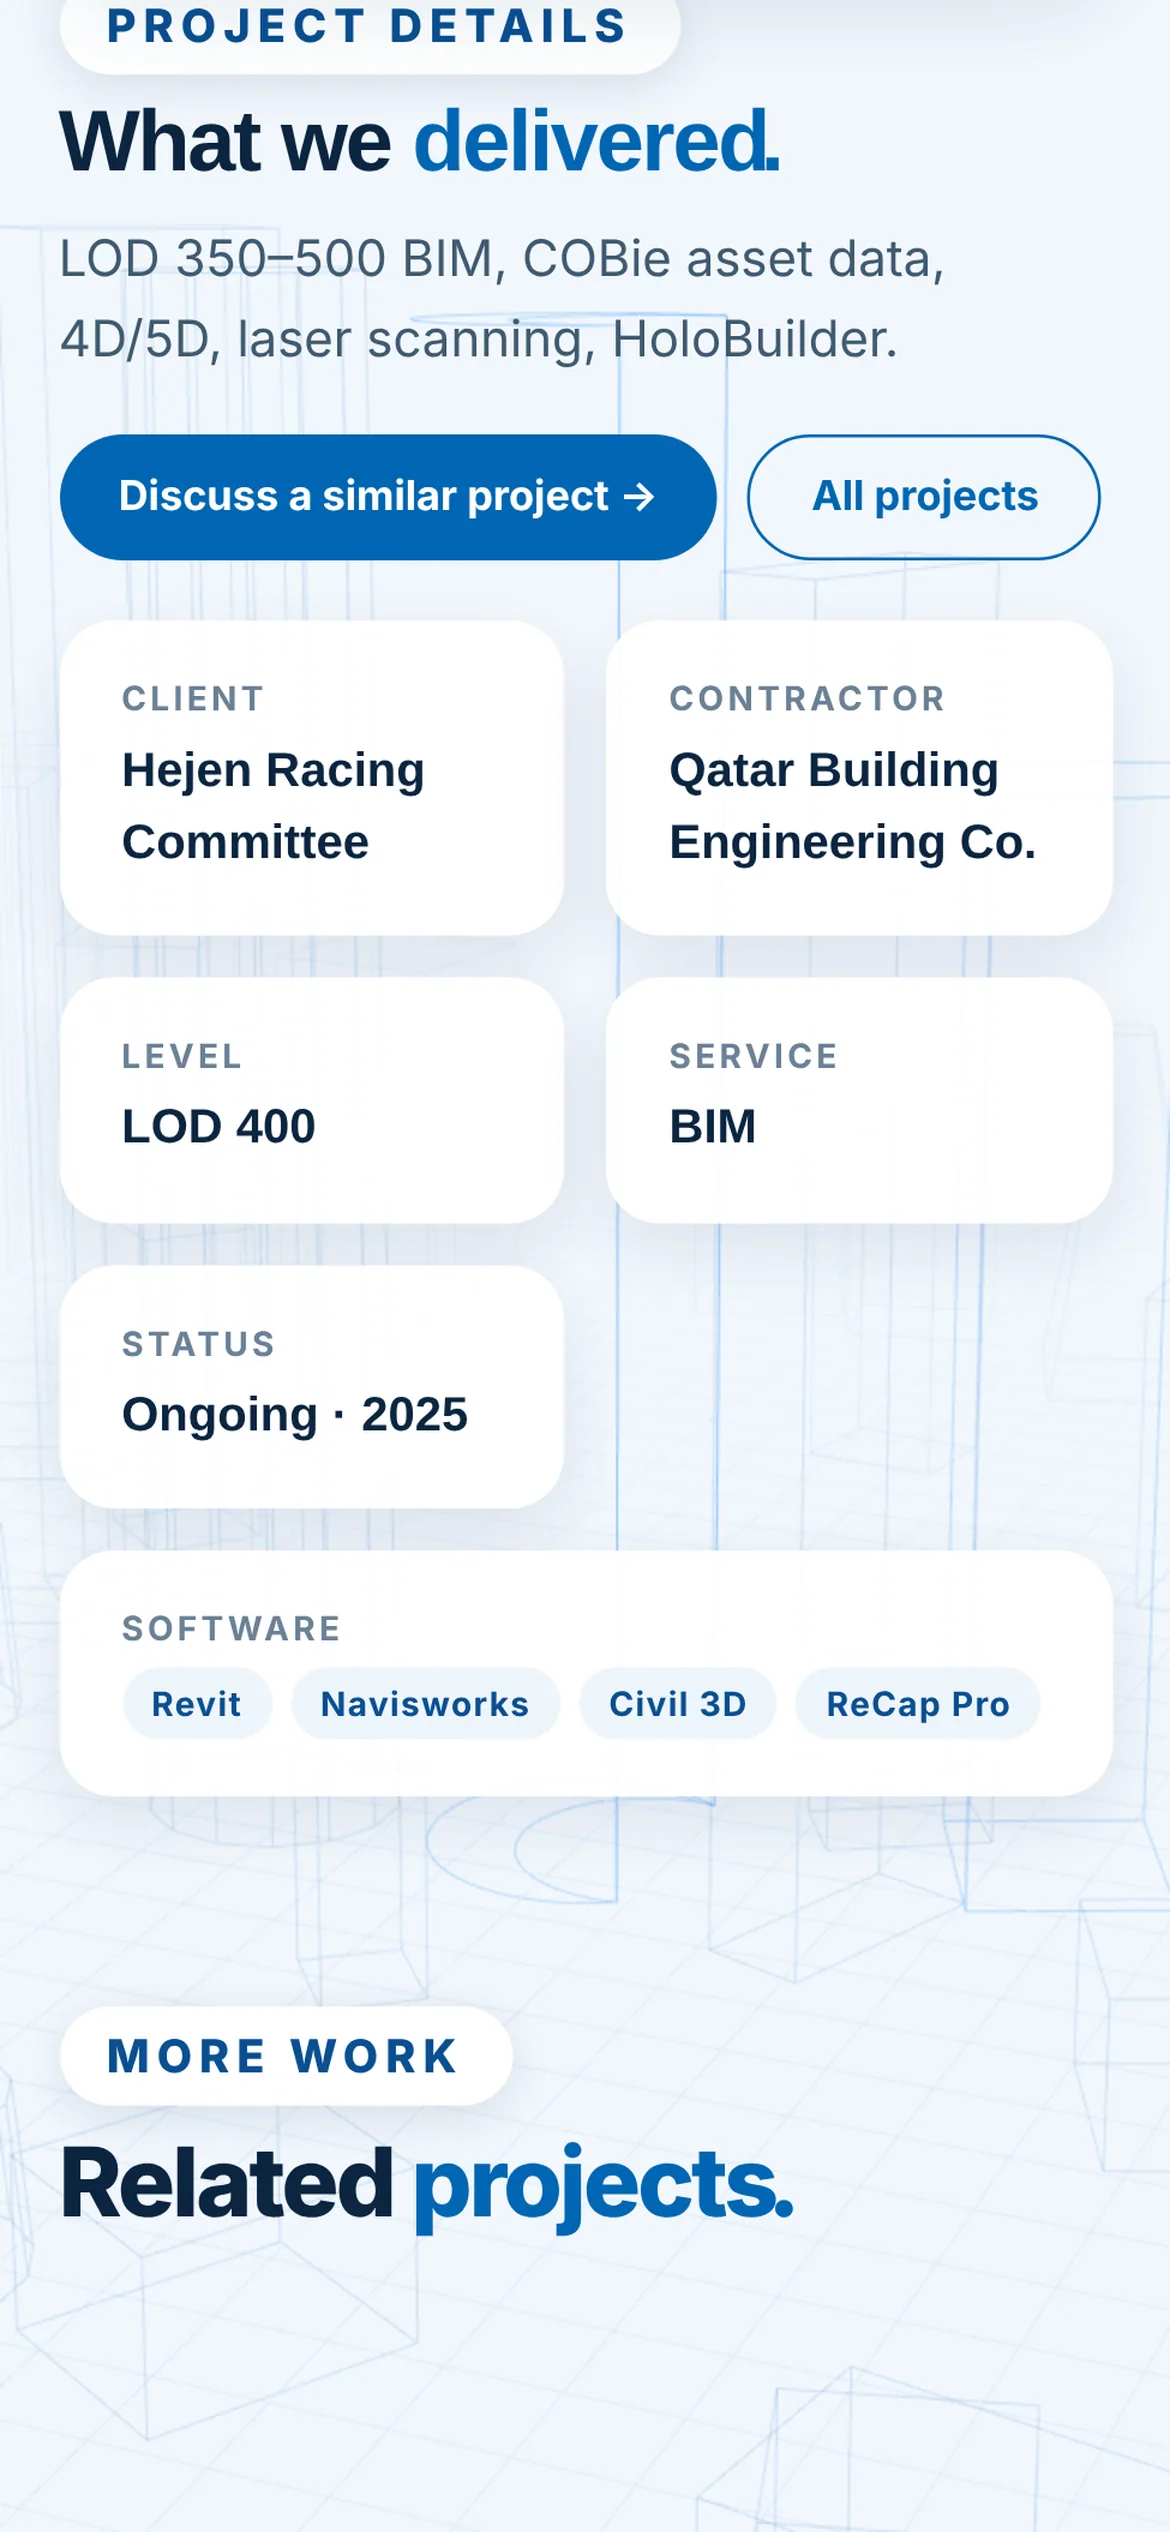 PROJECT DETAILS
What we delivered.
LOD 350–500 BIM, COBie asset data,
4D/5D, laser scanning, HoloBuilder.
Discuss a similar project →
All projects
CLIENT
Hejen Racing
Committee
CONTRACTOR
Qatar Building
Engineering Co.
LEVEL
LOD 400
SERVICE
BIM
STATUS
Ongoing · 2025
SOFTWARE
Revit Navisworks Civil 3D ReCap Pro
MORE WORK
Related projects.